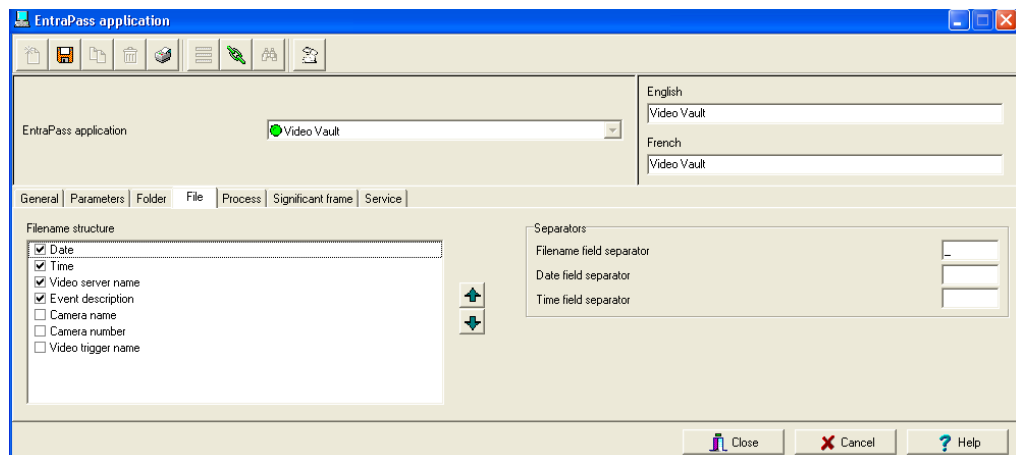 EntraPass application
English
Video Vault
EntraPass application
Video Vault
French
Video Vault
General
Parameters
Folder
File
Process
Significant frame
Service
Filename structure
Date
Time
Video server name
Event description
Camera name
Camera number
Video trigger name
Separators
Filename field separator
_
Date field separator
Time field separator
Close
Cancel
? Help